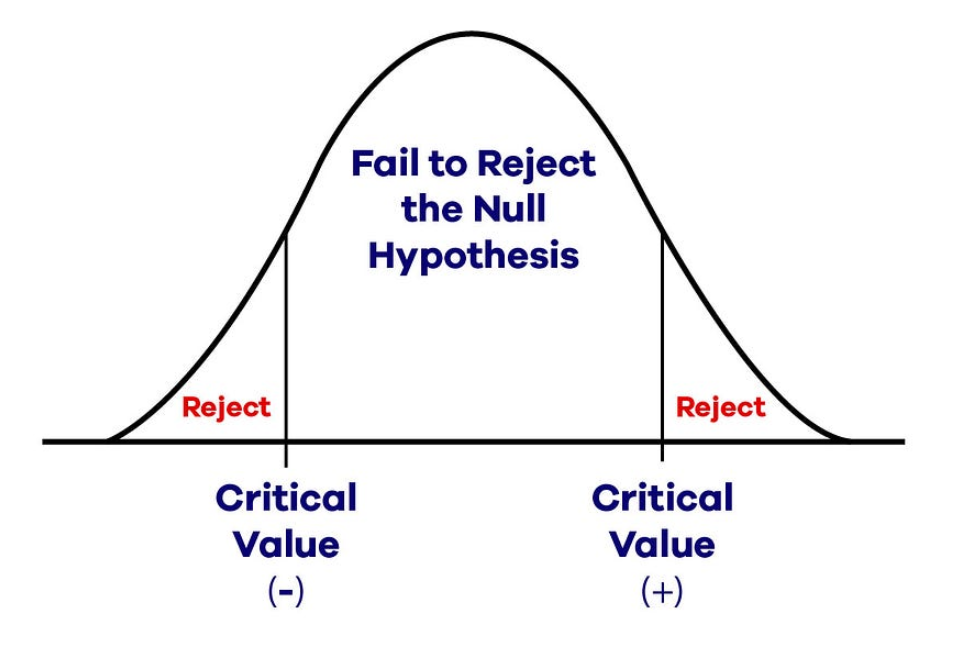 Fail to Reject
the Null
Hypothesis
Reject
Reject
Critical
Value
(-)
Critical
Value
(+)